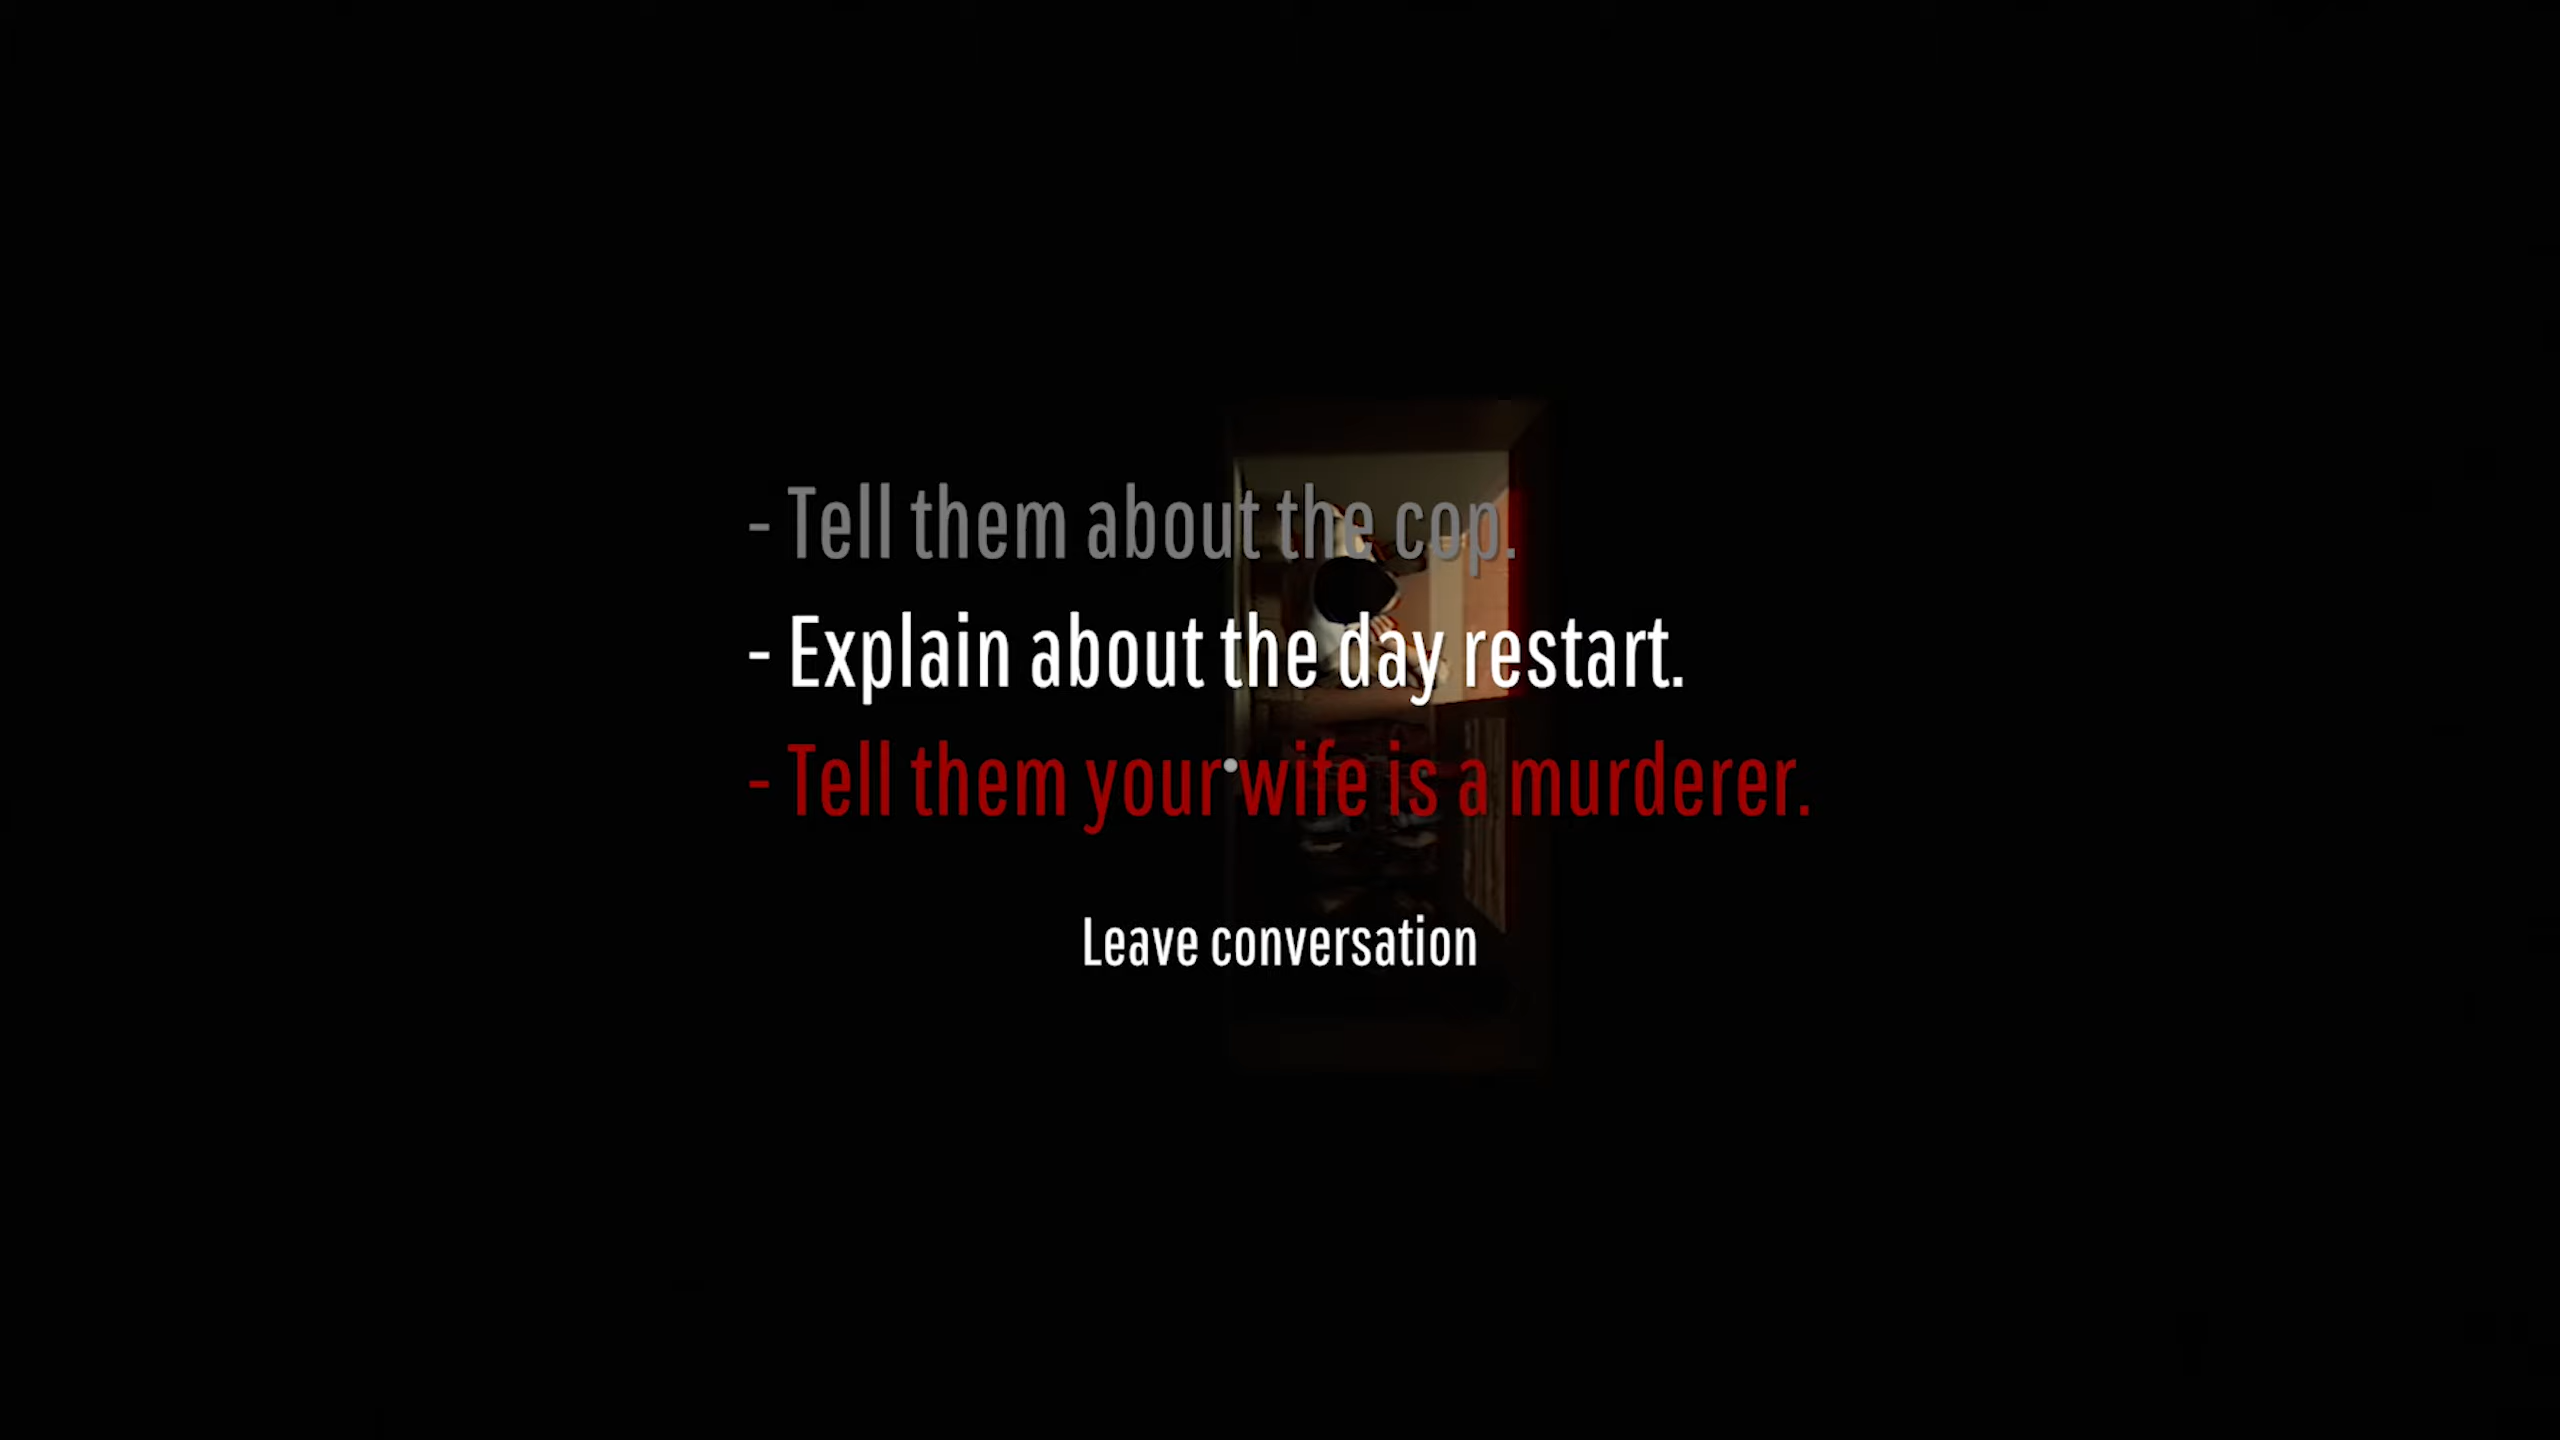 - Tell them about the cop.
- Explain about the day restart.
- Tell them your wife is a murderer.
Leave conversation